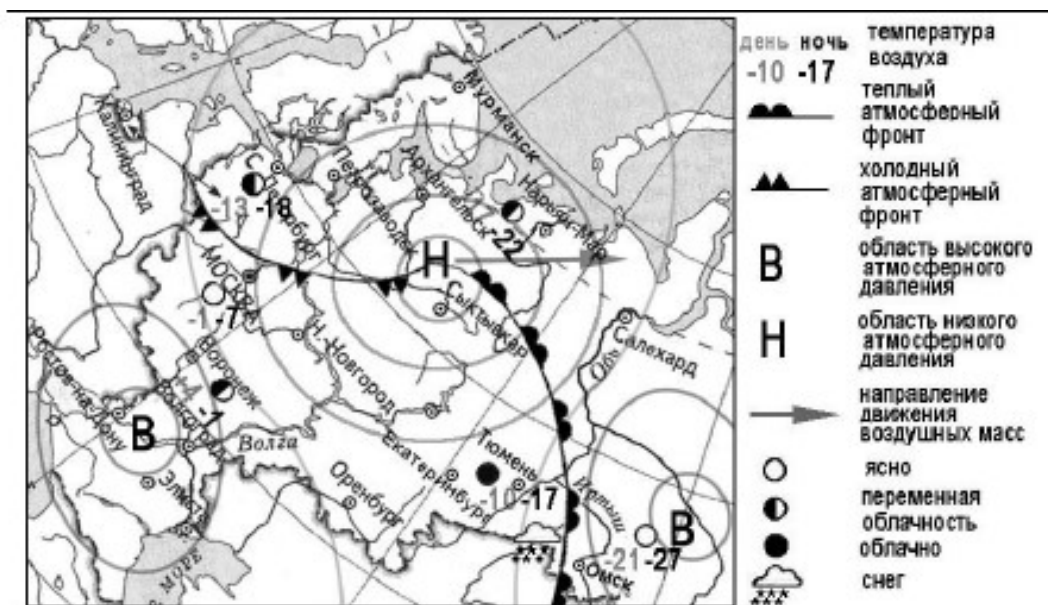 Мурманск
Калининград
С.-Петербург
Петрозаводск
Архангельск
Нарьян-Мар
-13 -18
-17
-22
МОСКВА
-1 -7
Н
Сыктывкар
Салехард
Обь
Н. Новгород
Воронеж
+4 -1
Ростов-на-Дону
Волгоград
В
Волга
Элиста
Оренбург
Екатеринбург
Тюмень
-10 -17
Иртыш
В
-21 -27
Омск
МОРЕ
день ночь температура
-10 -17 воздуха
теплый
атмосферный
фронт
холодный
атмосферный
фронт
В
область высокого
атмосферного
давления
Н
область низкого
атмосферного
давления
направление
движения
воздушных масс
ясно
переменная
облачность
облачно
снег